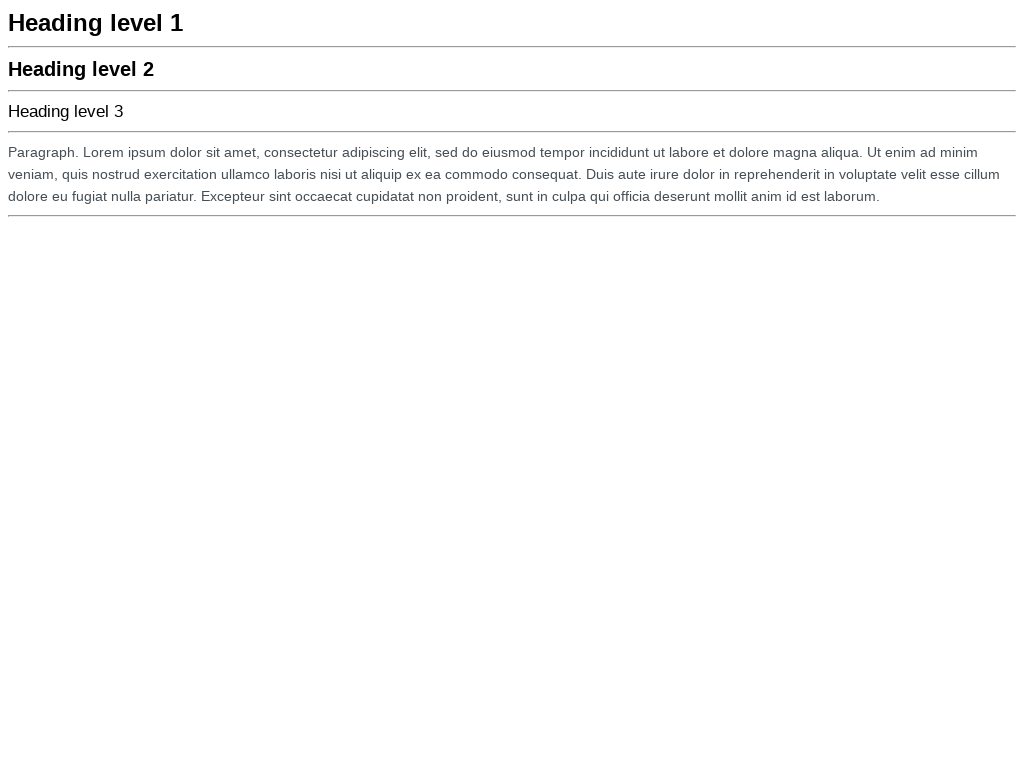 Heading level 1
Heading level 2
Heading level 3
Paragraph. Lorem ipsum dolor sit amet, consectetur adipiscing elit, sed do eiusmod tempor incididunt ut labore et dolore magna aliqua. Ut enim ad minim
veniam, quis nostrud exercitation ullamco laboris nisi ut aliquip ex ea commodo consequat. Duis aute irure dolor in reprehenderit in voluptate velit esse cillum
dolore eu fugiat nulla pariatur. Excepteur sint occaecat cupidatat non proident, sunt in culpa qui officia deserunt mollit anim id est laborum.